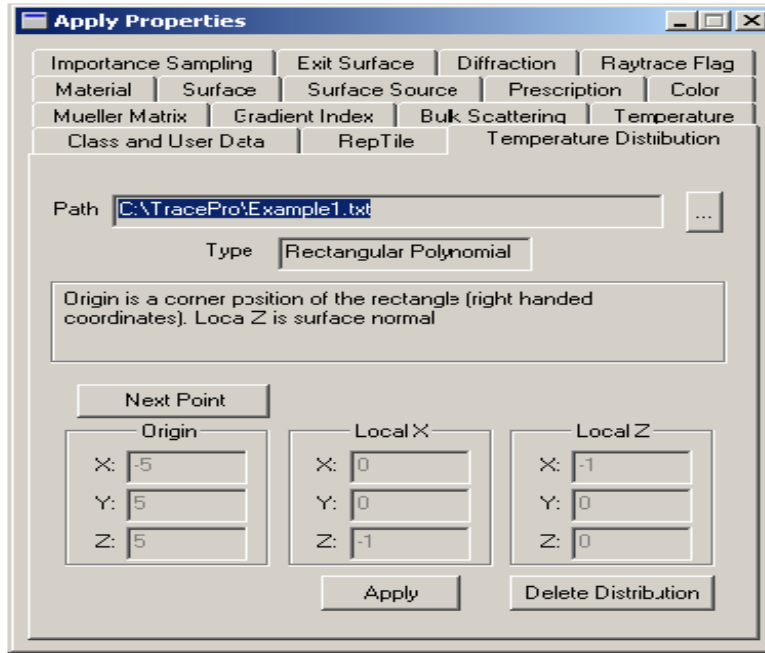 Apply Properties
Importance Sampling Exit Surface Diffraction Raytrace Flag
Material Surface Surface Source Prescription Color
Mueller Matrix Gradient Index Bulk Scattering Temperature
Class and User Data RepTile Temperature Distribution
Path C:\TracePro\Example1.txt ...
Type Rectangular Polynomial
Origin is a corner position of the rectangle (right handed
coordinates). Local Z is surface normal
Next Point
Origin Local X Local Z
X: -5 X: 0 X: -1
Y: 5 Y: 0 Y: 0
Z: 5 Z: -1 Z: 0
Apply Delete Distribution